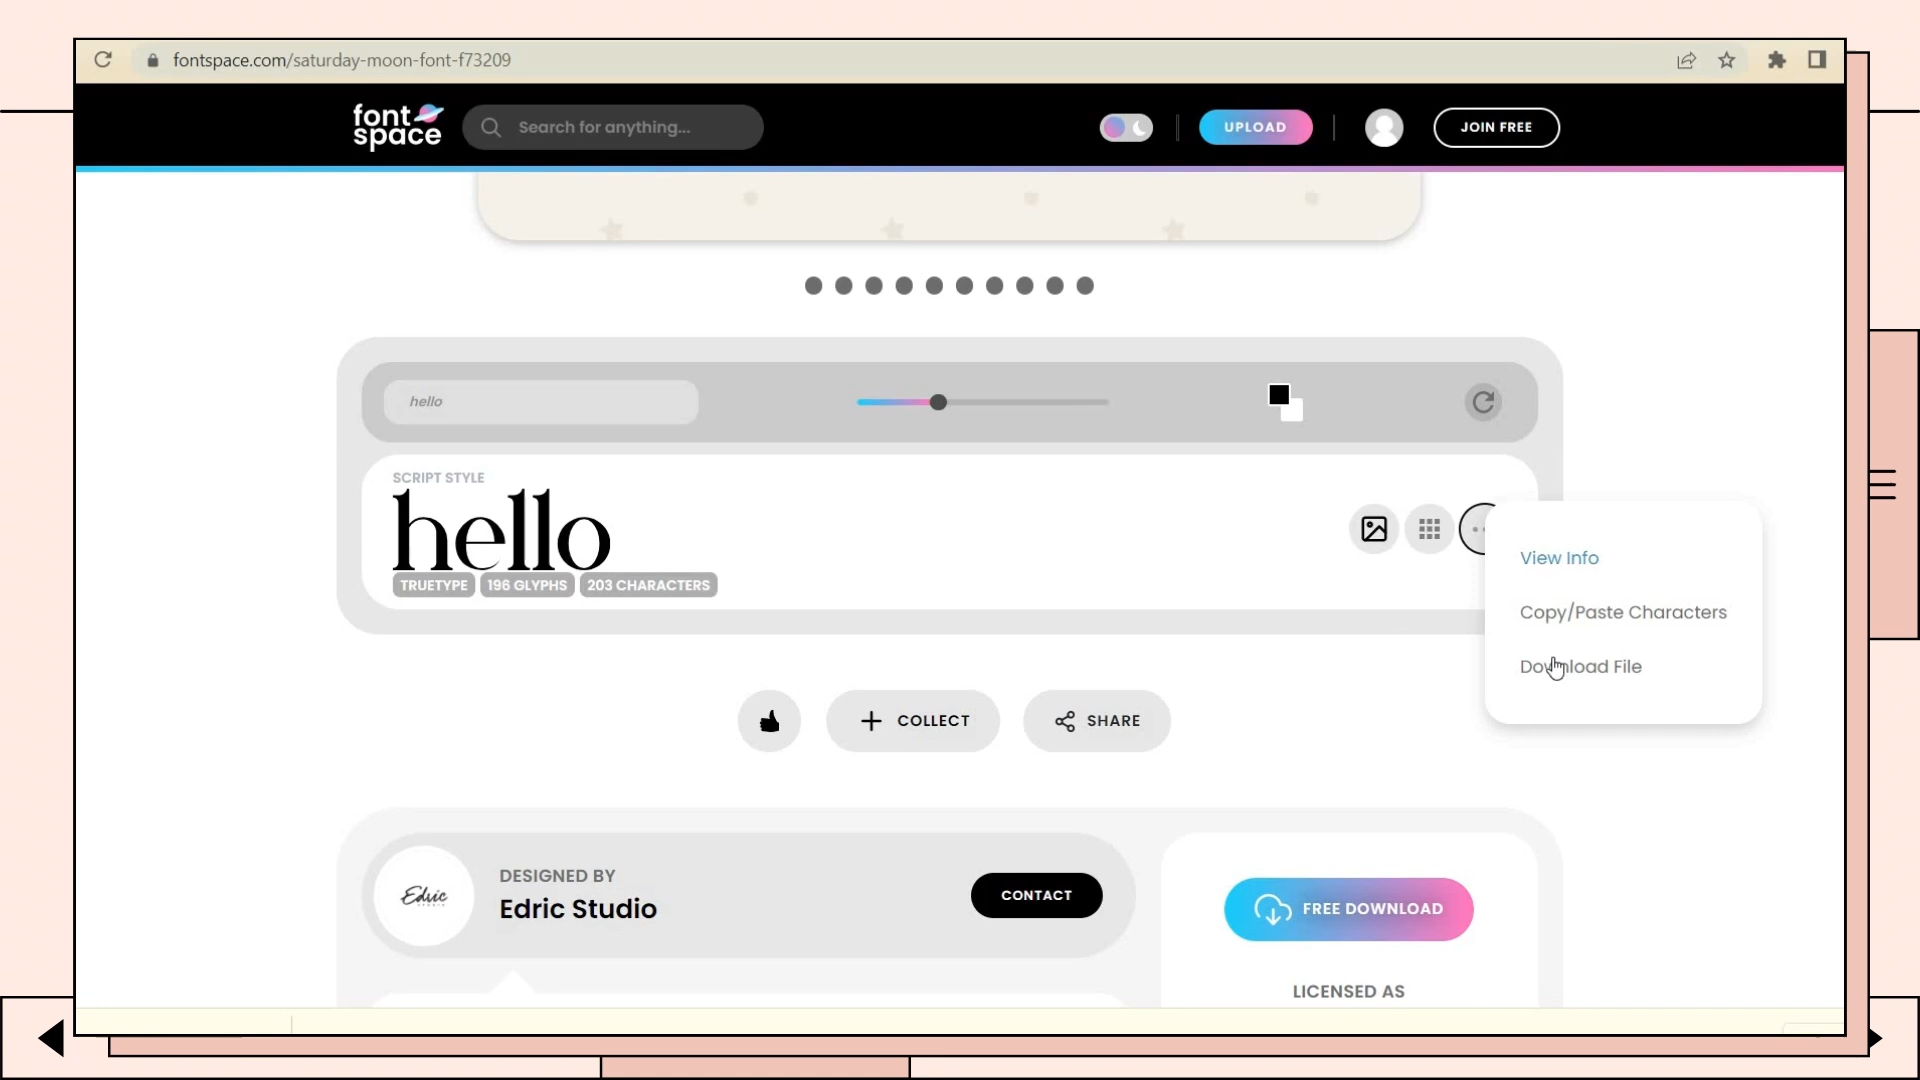 fontspace.com/saturday-moon-font-f73209
font
space
Search for anything...
UPLOAD
JOIN FREE
hello
SCRIPT STYLE
hello
TRUETYPE 196 GLYPHS 203 CHARACTERS
View Info
Copy/Paste Characters
Download File
COLLECT
SHARE
Edric
DESIGNED BY
Edric Studio
CONTACT
FREE DOWNLOAD
LICENSED AS